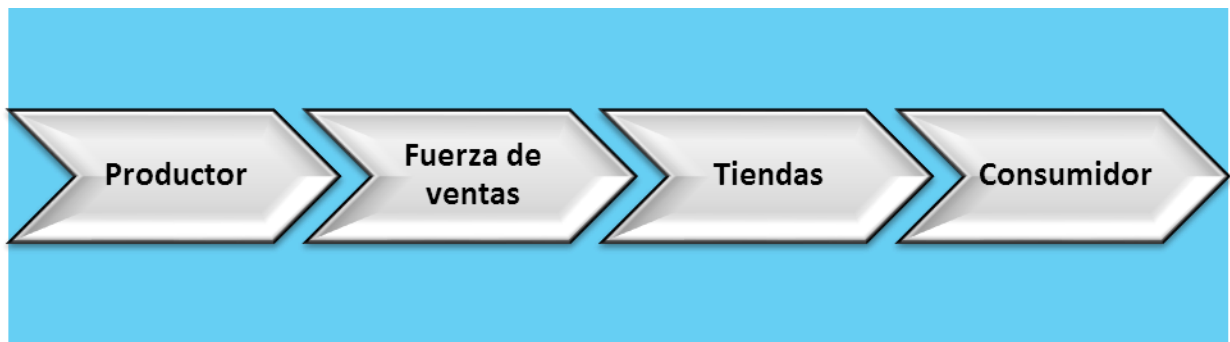 Productor
Fuerza de
ventas
Tiendas
Consumidor